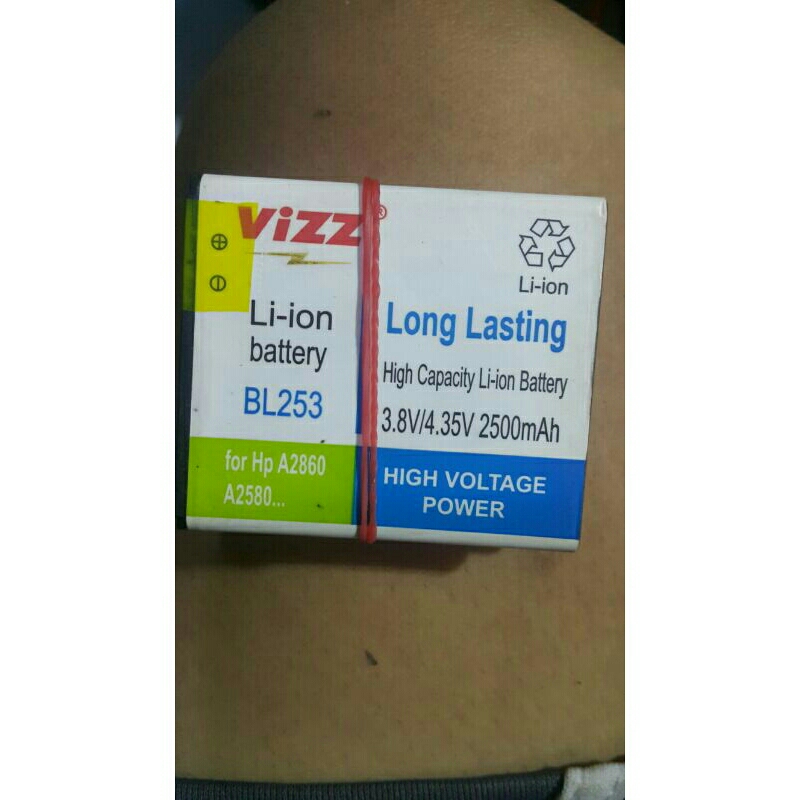 ViZZ®
Li-ion
battery
BL253
for Hp A2860
A2580...
Li-ion
Long Lasting
High Capacity Li-ion Battery
3.8V/4.35V 2500mAh
HIGH VOLTAGE
POWER